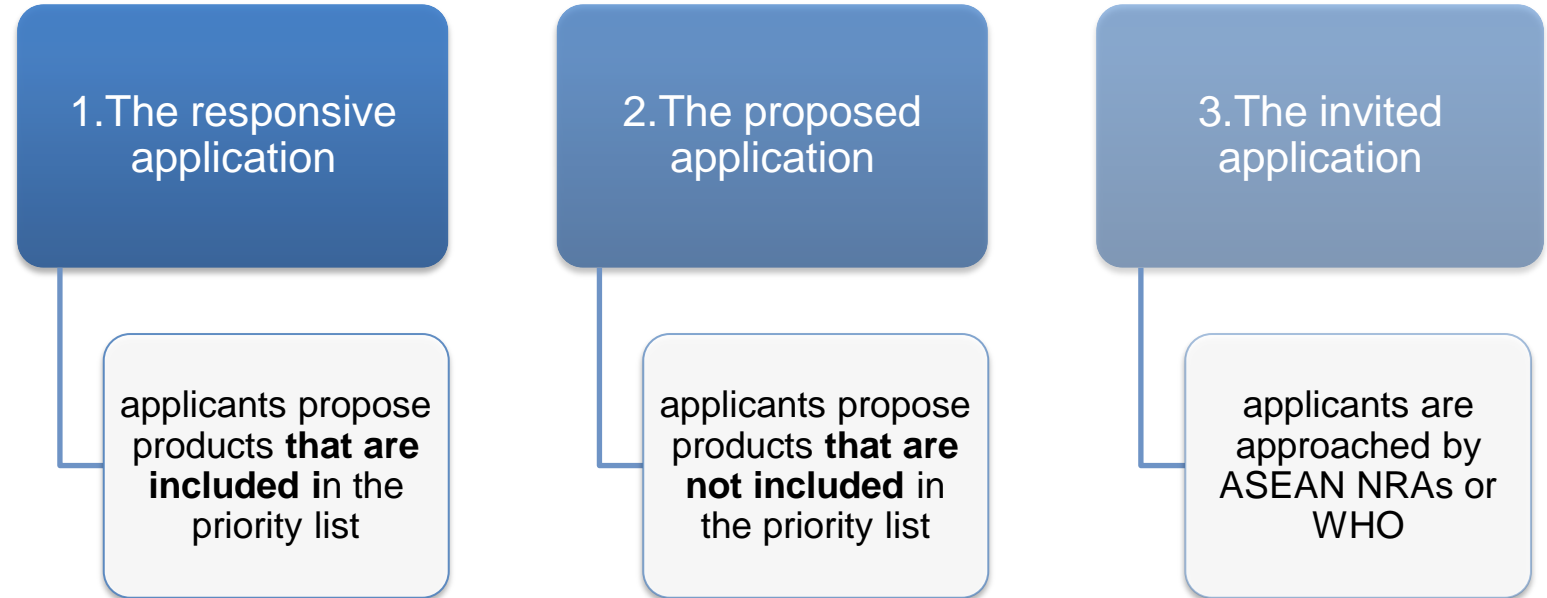 1.The responsive
application
applicants propose
products that are
included in the
priority list
2.The proposed
application
applicants propose
products that are
not included in
the priority list
3.The invited
application
applicants are
approached by
ASEAN NRAs or
WHO